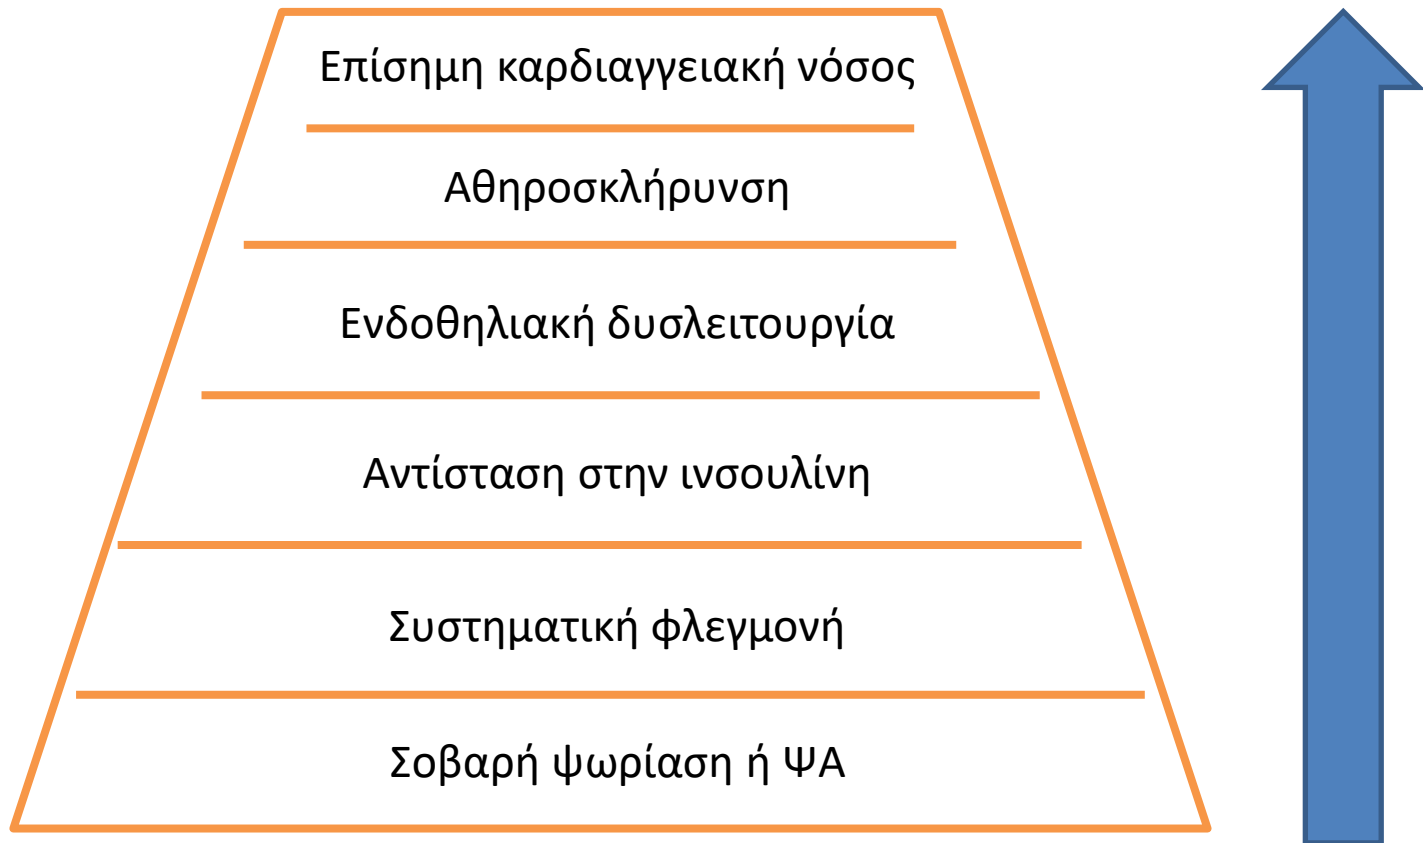 Επίσημη καρδιαγγειακή νόσος
Αθηροσκλήρυνση
Ενδοθηλιακή δυσλειτουργία
Αντίσταση στην ινσουλίνη
Συστηματική φλεγμονή
Σοβαρή ψωρίαση ή ΨΑ